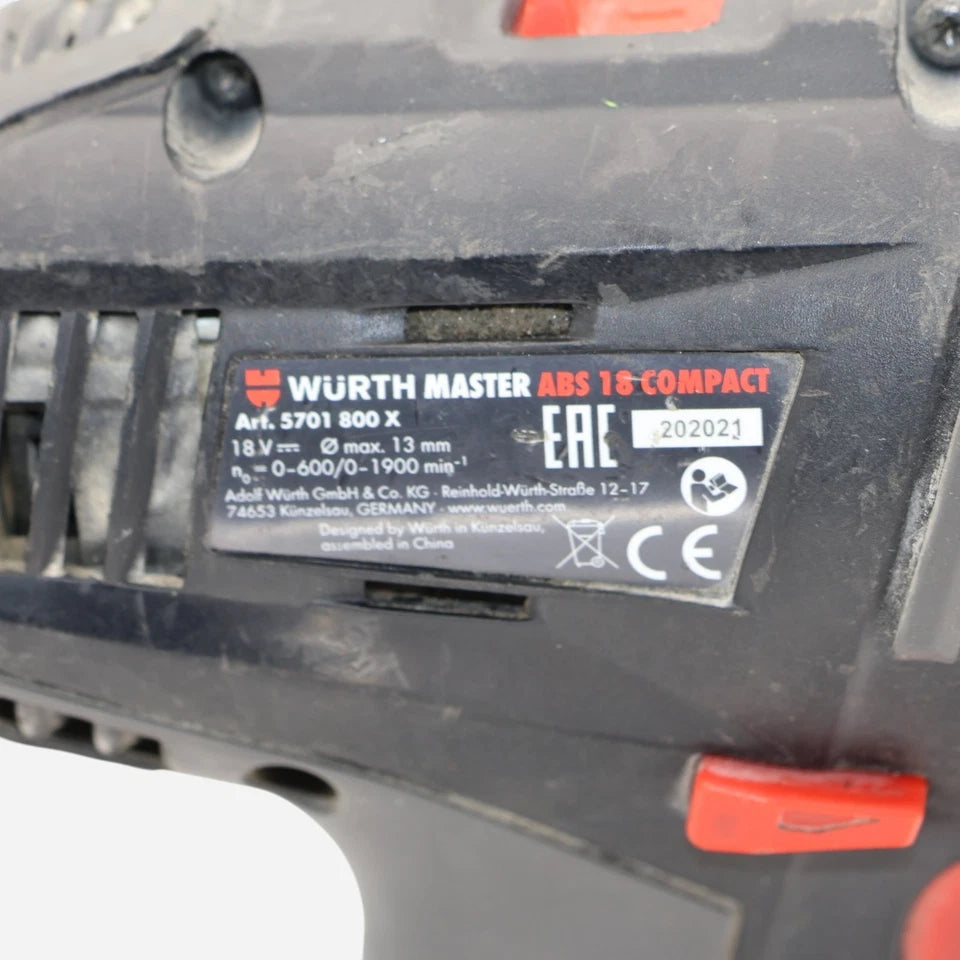 WÜRTH MASTER ABS 18 COMPACT
Art. 5701 800 X
EAC 202021
18 V ⎓ Ø max. 13 mm
n₀ = 0-600/0-1900 min⁻¹
Adolf Würth GmbH & Co. KG · Reinhold-Würth-Straße 12-17
74653 Künzelsau, GERMANY · www.wuerth.com
Designed by Würth in Künzelsau,
assembled in China
CE